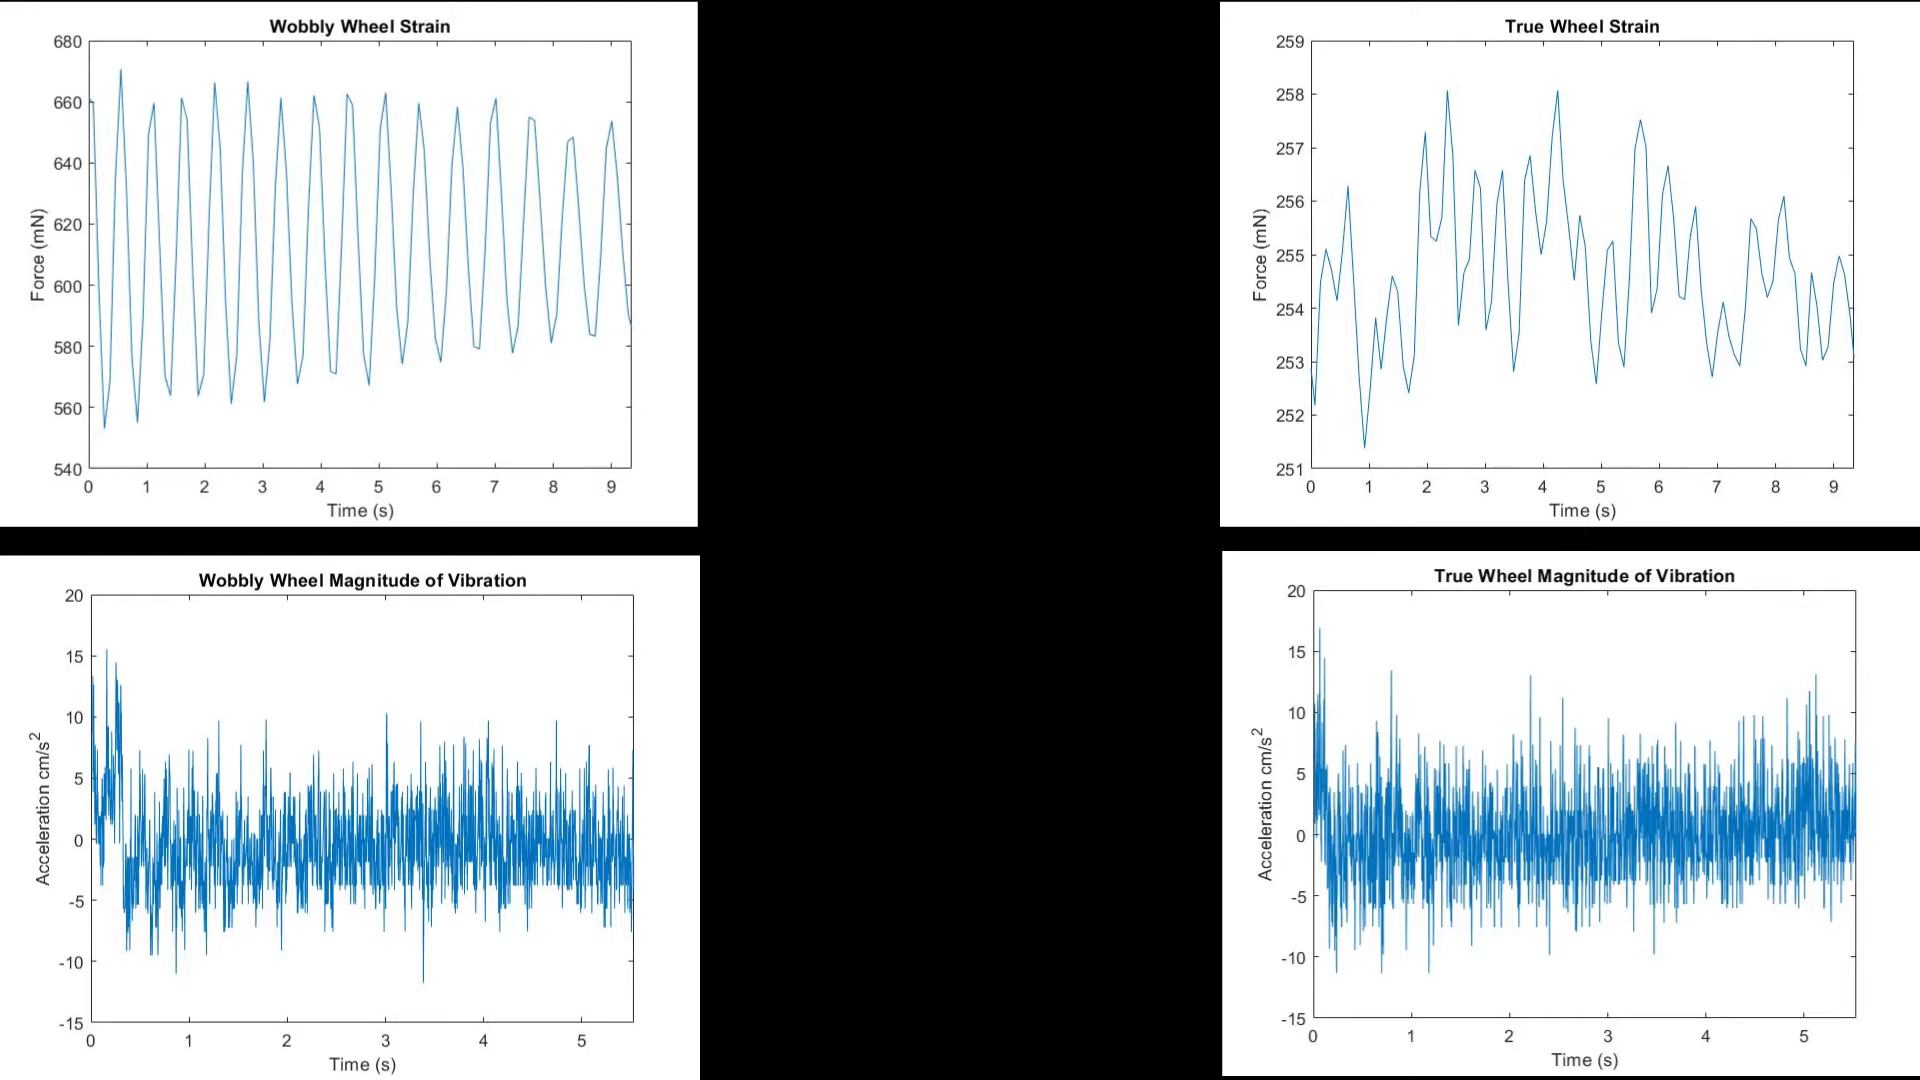 Wobbly Wheel Strain
680
660
640
620
600
580
560
540
Force (mN)
0 1 2 3 4 5 6 7 8 9
Time (s)
True Wheel Strain
259
258
257
256
255
254
253
252
251
Force (mN)
0 1 2 3 4 5 6 7 8 9
Time (s)
Wobbly Wheel Magnitude of Vibration
20
15
10
5
0
-5
-10
-15
Acceleration cm/s²
0 1 2 3 4 5
Time (s)
True Wheel Magnitude of Vibration
20
15
10
5
0
-5
-10
-15
Acceleration cm/s²
0 1 2 3 4 5
Time (s)